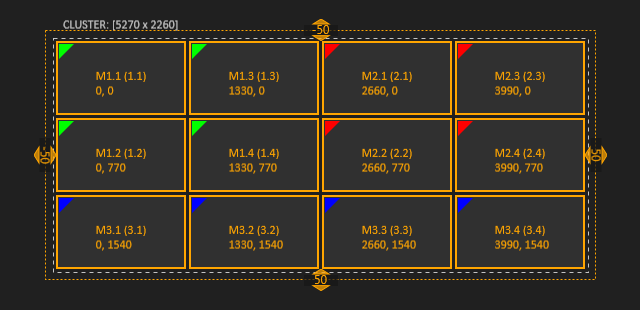 CLUSTER: [5270 x 2260]
-50
M1.1 (1.1)
0, 0
M1.3 (1.3)
1330, 0
M2.1 (2.1)
2660, 0
M2.3 (2.3)
3990, 0
-50
M1.2 (1.2)
0, 770
M1.4 (1.4)
1330, 770
M2.2 (2.2)
2660, 770
M2.4 (2.4)
3990, 770
50
M3.1 (3.1)
0, 1540
M3.2 (3.2)
1330, 1540
M3.3 (3.3)
2660, 1540
M3.4 (3.4)
3990, 1540
50